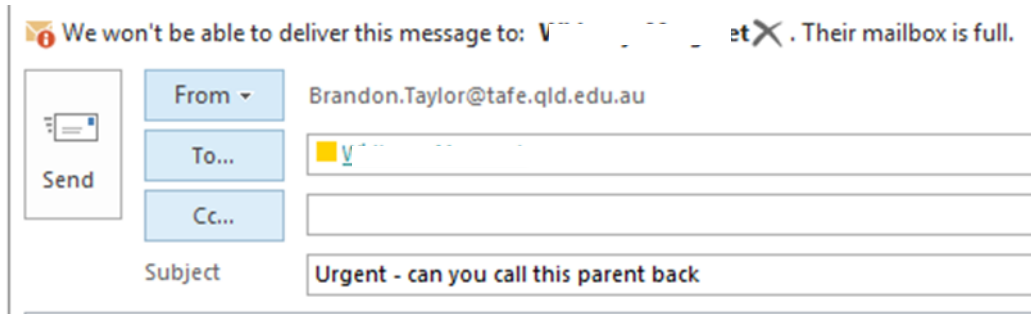 We won't be able to deliver this message to: . Their mailbox is full.
From Brandon.Taylor@tafe.qld.edu.au
To...
Send
Cc...
Subject Urgent - can you call this parent back